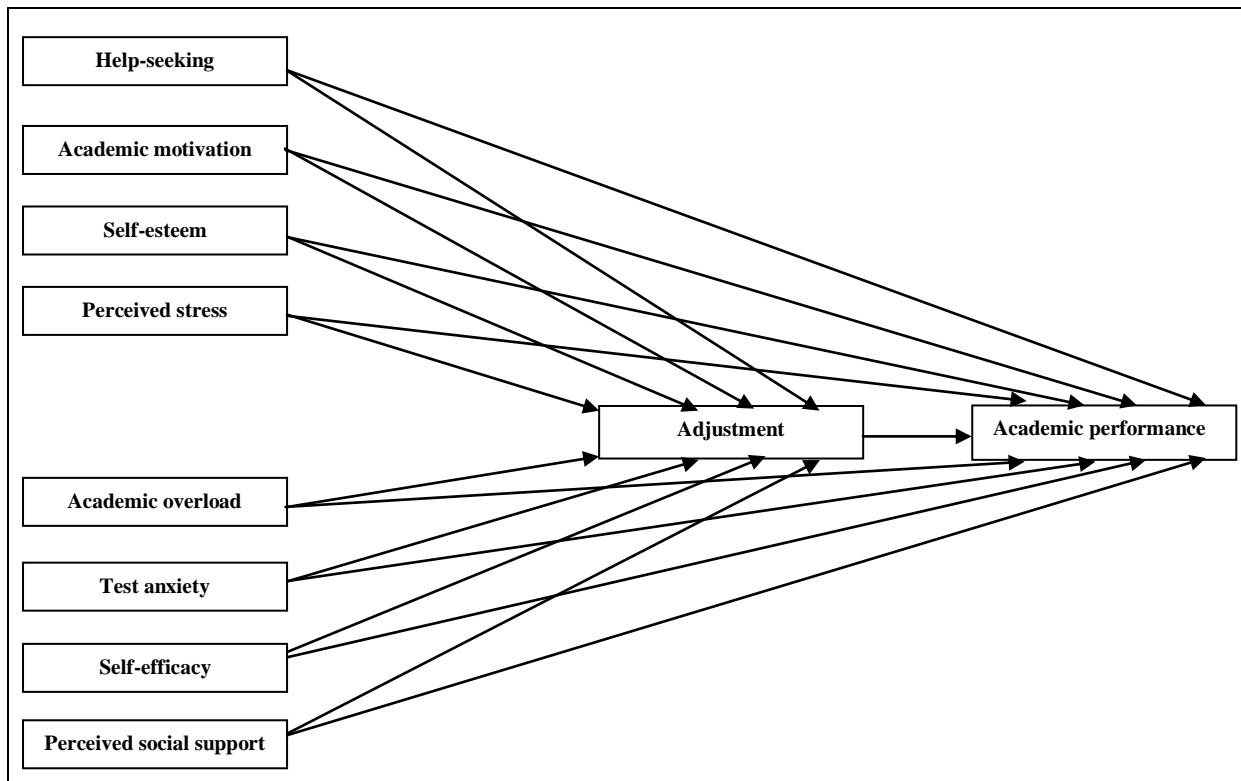 Help-seeking
Academic motivation
Self-esteem
Perceived stress
Adjustment
Academic performance
Academic overload
Test anxiety
Self-efficacy
Perceived social support